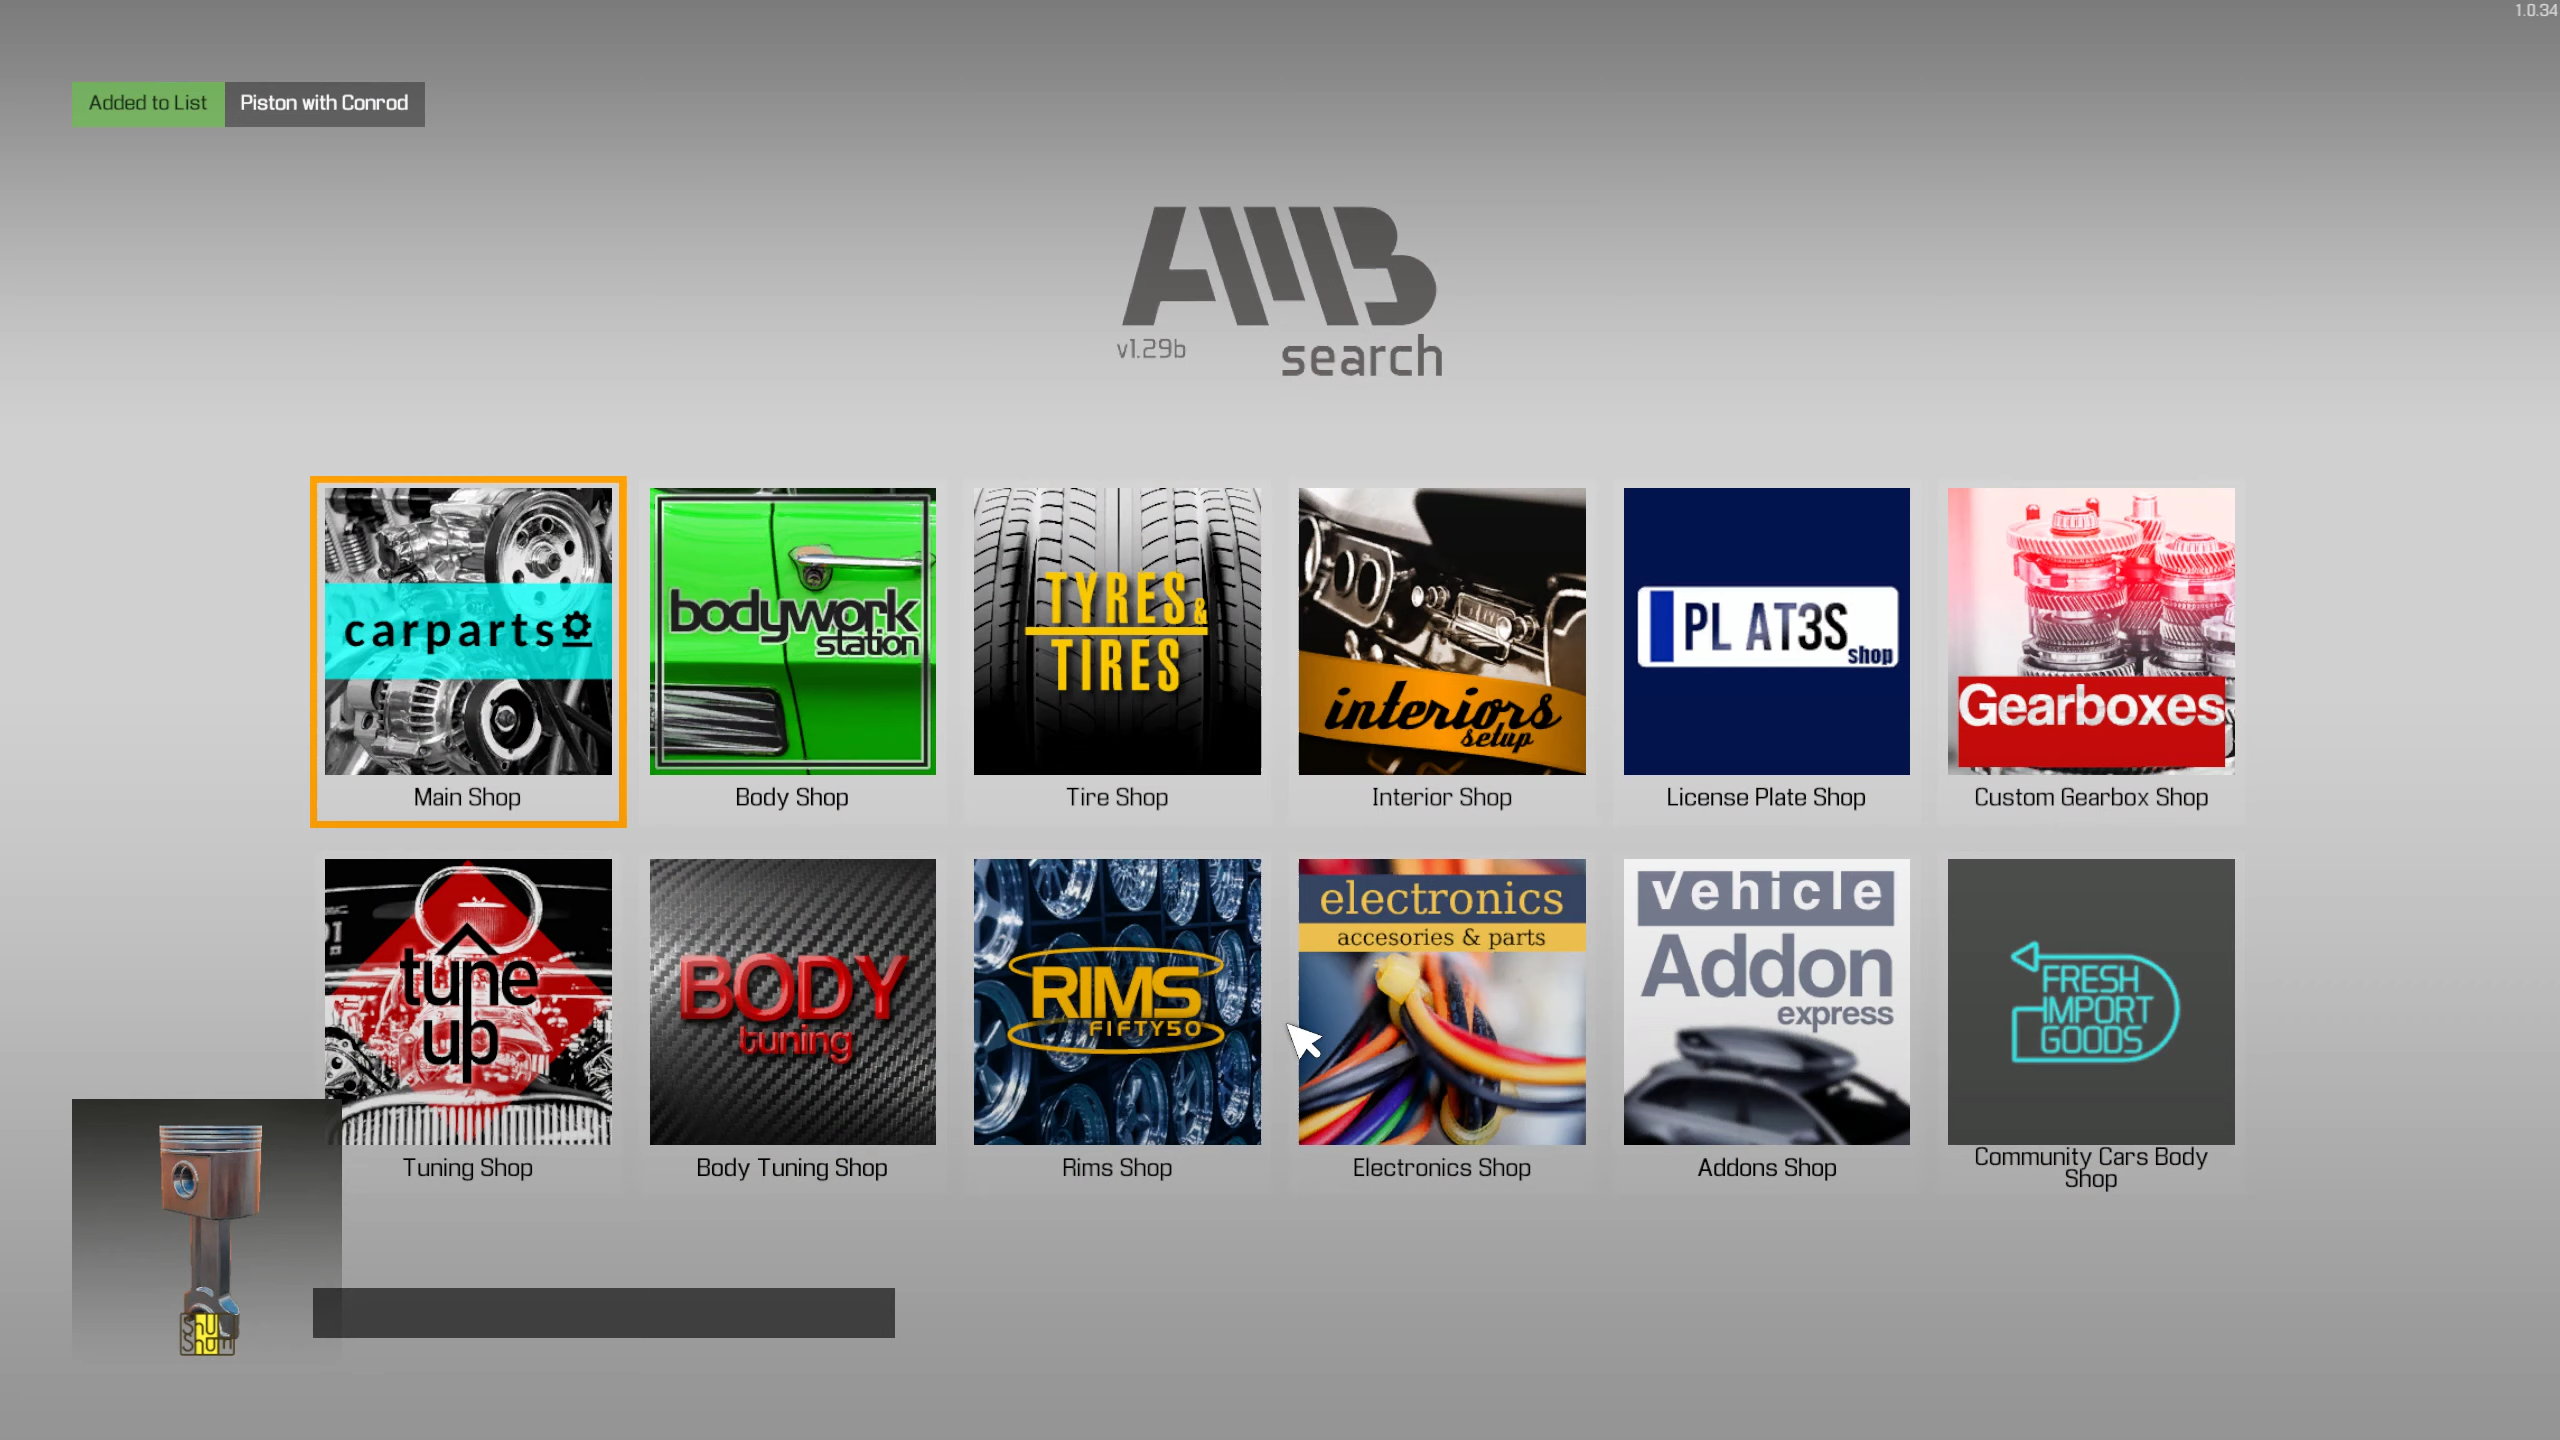 1.0.34
Added to List Piston with Conrod
AMB
v1.29b search
carparts
bodywork
station
TYRES &
TIRES
interiors
setup
PL AT3S
shop
Gearboxes
Main Shop
Body Shop
Tire Shop
Interior Shop
License Plate Shop
Custom Gearbox Shop
tune
up
BODY
tuning
RIMS
FIFTY50
electronics
accesories & parts
vehicle
Addon
express
FRESH
IMPORT
GOODS
Tuning Shop
Body Tuning Shop
Rims Shop
Electronics Shop
Addons Shop
Community Cars Body
Shop